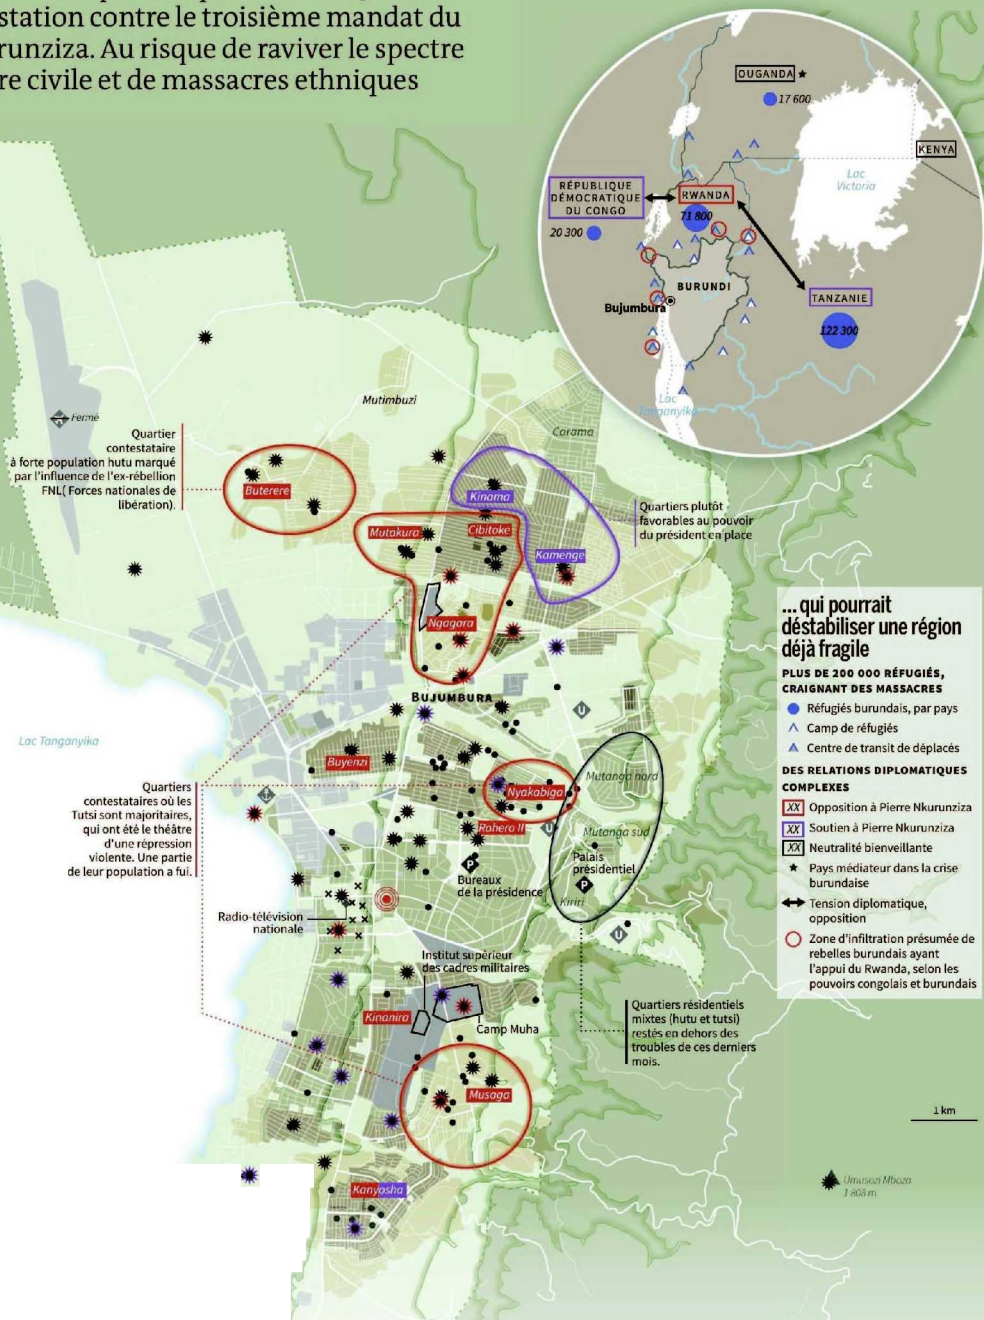 station contre le troisième mandat du
runziza. Au risque de raviver le spectre
re civile et de massacres ethniques
OUGANDA
17 600
KENYA
Lac
Victoria
RÉPUBLIQUE
DÉMOCRATIQUE
DU CONGO
RWANDA
71 800
20 300
BURUNDI
TANZANIE
Bujumbura
122 300
Lac
Tanganyika
Fermé
Mutimbuzi
Carama
Quartier
contestataire
à forte population hutu marqué
par l'influence de l'ex-rébellion
FNL( Forces nationales de
libération).
Buterere
Kinama
Quartiers plutôt
favorables au pouvoir
du président en place
Mutakura
Cibitoke
Kamenge
Ngagara
BUJUMBURA
U
Lac Tanganyika
Buyenzi
Mutanga nord
Nyakabiga
Quartiers
contestataires où les
Tutsi sont majoritaires,
qui ont été le théâtre
d'une répression
violente. Une partie
de leur population a fui.
Rohero II
U
Mutanga sud
Palais
présidentiel
P
Bureaux
de la présidence
P
Kiriri
Radio-télévision
nationale
U
Institut supérieur
des cadres militaires
Kinanira
Camp Muha
Quartiers résidentiels
mixtes (hutu et tutsi)
restés en dehors des
troubles de ces derniers
mois.
Musaga
Kanyosha
... qui pourrait
déstabiliser une région
déjà fragile
PLUS DE 200 000 RÉFUGIÉS,
CRAIGNANT DES MASSACRES
Réfugiés burundais, par pays
Camp de réfugiés
Centre de transit de déplacés
DES RELATIONS DIPLOMATIQUES
COMPLEXES
XX Opposition à Pierre Nkurunziza
XX Soutien à Pierre Nkurunziza
XX Neutralité bienveillante
Pays médiateur dans la crise
burundaise
Tension diplomatique,
opposition
Zone d'infiltration présumée de
rebelles burundais ayant
l'appui du Rwanda, selon les
pouvoirs congolais et burundais
1 km
Umusozi Mboza
1 808 m